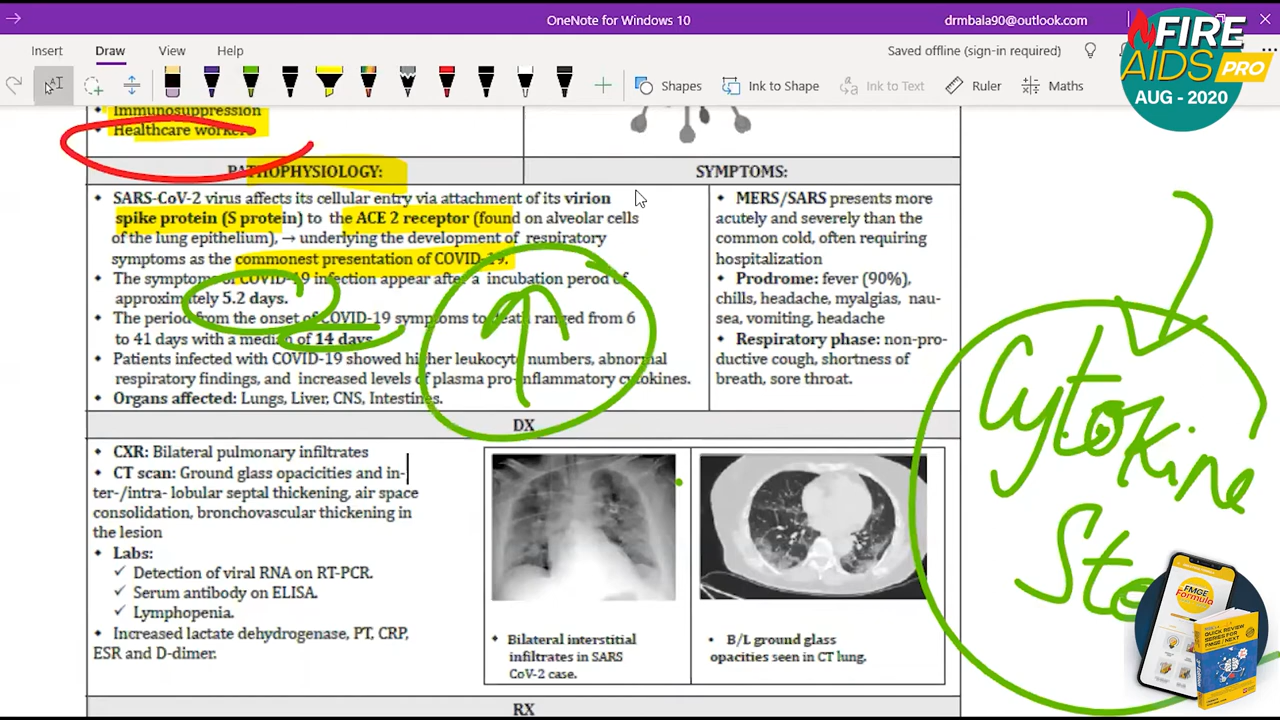 OneNote for Windows 10
drmbala90@outlook.com
Insert Draw View Help
Saved offline (sign-in required)
Shapes Ink to Shape Ink to Text Ruler Maths
FIRE
AIDS PRO
AUG - 2020
Immunosuppression
Healthcare workers
PATHOPHYSIOLOGY:
SARS-CoV-2 virus affects its cellular entry via attachment of its virion
spike protein (S protein) to the ACE 2 receptor (found on alveolar cells
of the lung epithelium), → underlying the development of respiratory
symptoms as the commonest presentation of COVID-19.
The symptoms of COVID-19 infection appear after a incubation perod of
approximately 5.2 days.
The period from the onset of COVID-19 symptoms to death ranged from 6
to 41 days with a median of 14 days.
Patients infected with COVID-19 showed higher leukocyte numbers, abnormal
respiratory findings, and increased levels of plasma pro-inflammatory cytokines.
Organs affected: Lungs, Liver, CNS, Intestines.
SYMPTOMS:
MERS/SARS presents more
acutely and severely than the
common cold, often requiring
hospitalization
Prodrome: fever (90%),
chills, headache, myalgias, nau-
sea, vomiting, headache
Respiratory phase: non-pro-
ductive cough, shortness of
breath, sore throat.
Cytokine
DX
CXR: Bilateral pulmonary infiltrates
CT scan: Ground glass opacicities and in-
ter-/intra- lobular septal thickening, air space
consolidation, bronchovascular thickening in
the lesion
Labs:
✓ Detection of viral RNA on RT-PCR.
✓ Serum antibody on ELISA.
✓ Lymphopenia.
Increased lactate dehydrogenase, PT, CRP,
ESR and D-dimer.
Bilateral interstitial
infiltrates in SARS
CoV-2 case.
B/L ground glass
opacities seen in CT lung.
RX
FMGE
Formula
QUICK REVIEW
SERIES FOR
FMGE / NEXT